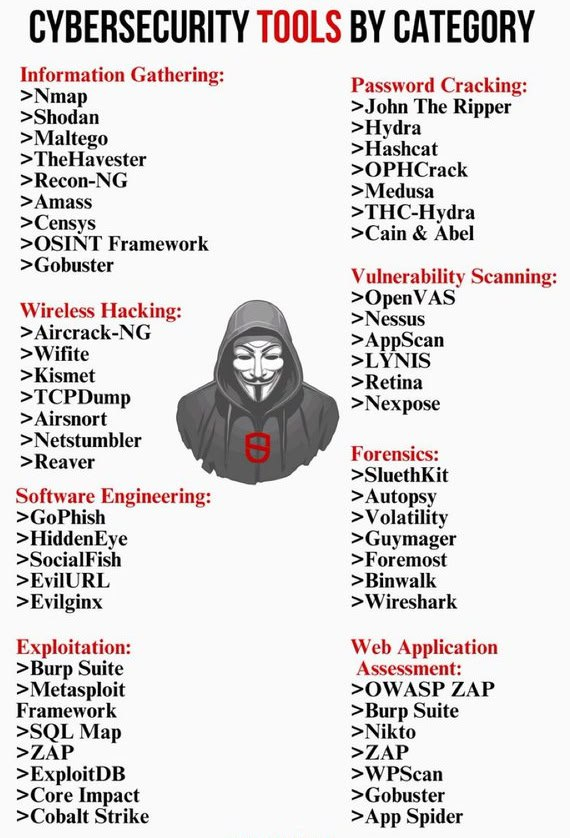 CYBERSECURITY TOOLS BY CATEGORY
Information Gathering:
>Nmap
>Shodan
>Maltego
>TheHavester
>Recon-NG
>Amass
>Censys
>OSINT Framework
>Gobuster
Wireless Hacking:
>Aircrack-NG
>Wifite
>Kismet
>TCPDump
>Airsnort
>Netstumbler
>Reaver
Software Engineering:
>GoPhish
>HiddenEye
>SocialFish
>EvilURL
>Evilginx
Exploitation:
>Burp Suite
>Metasploit
Framework
>SQL Map
>ZAP
>ExploitDB
>Core Impact
>Cobalt Strike
Password Cracking:
>John The Ripper
>Hydra
>Hashcat
>OPHCrack
>Medusa
>THC-Hydra
>Cain & Abel
Vulnerability Scanning:
>OpenVAS
>Nessus
>AppScan
>LYNIS
>Retina
>Nexpose
Forensics:
>SluethKit
>Autopsy
>Volatility
>Guymager
>Foremost
>Binwalk
>Wireshark
Web Application
Assessment:
>OWASP ZAP
>Burp Suite
>Nikto
>ZAP
>WPScan
>Gobuster
>App Spider